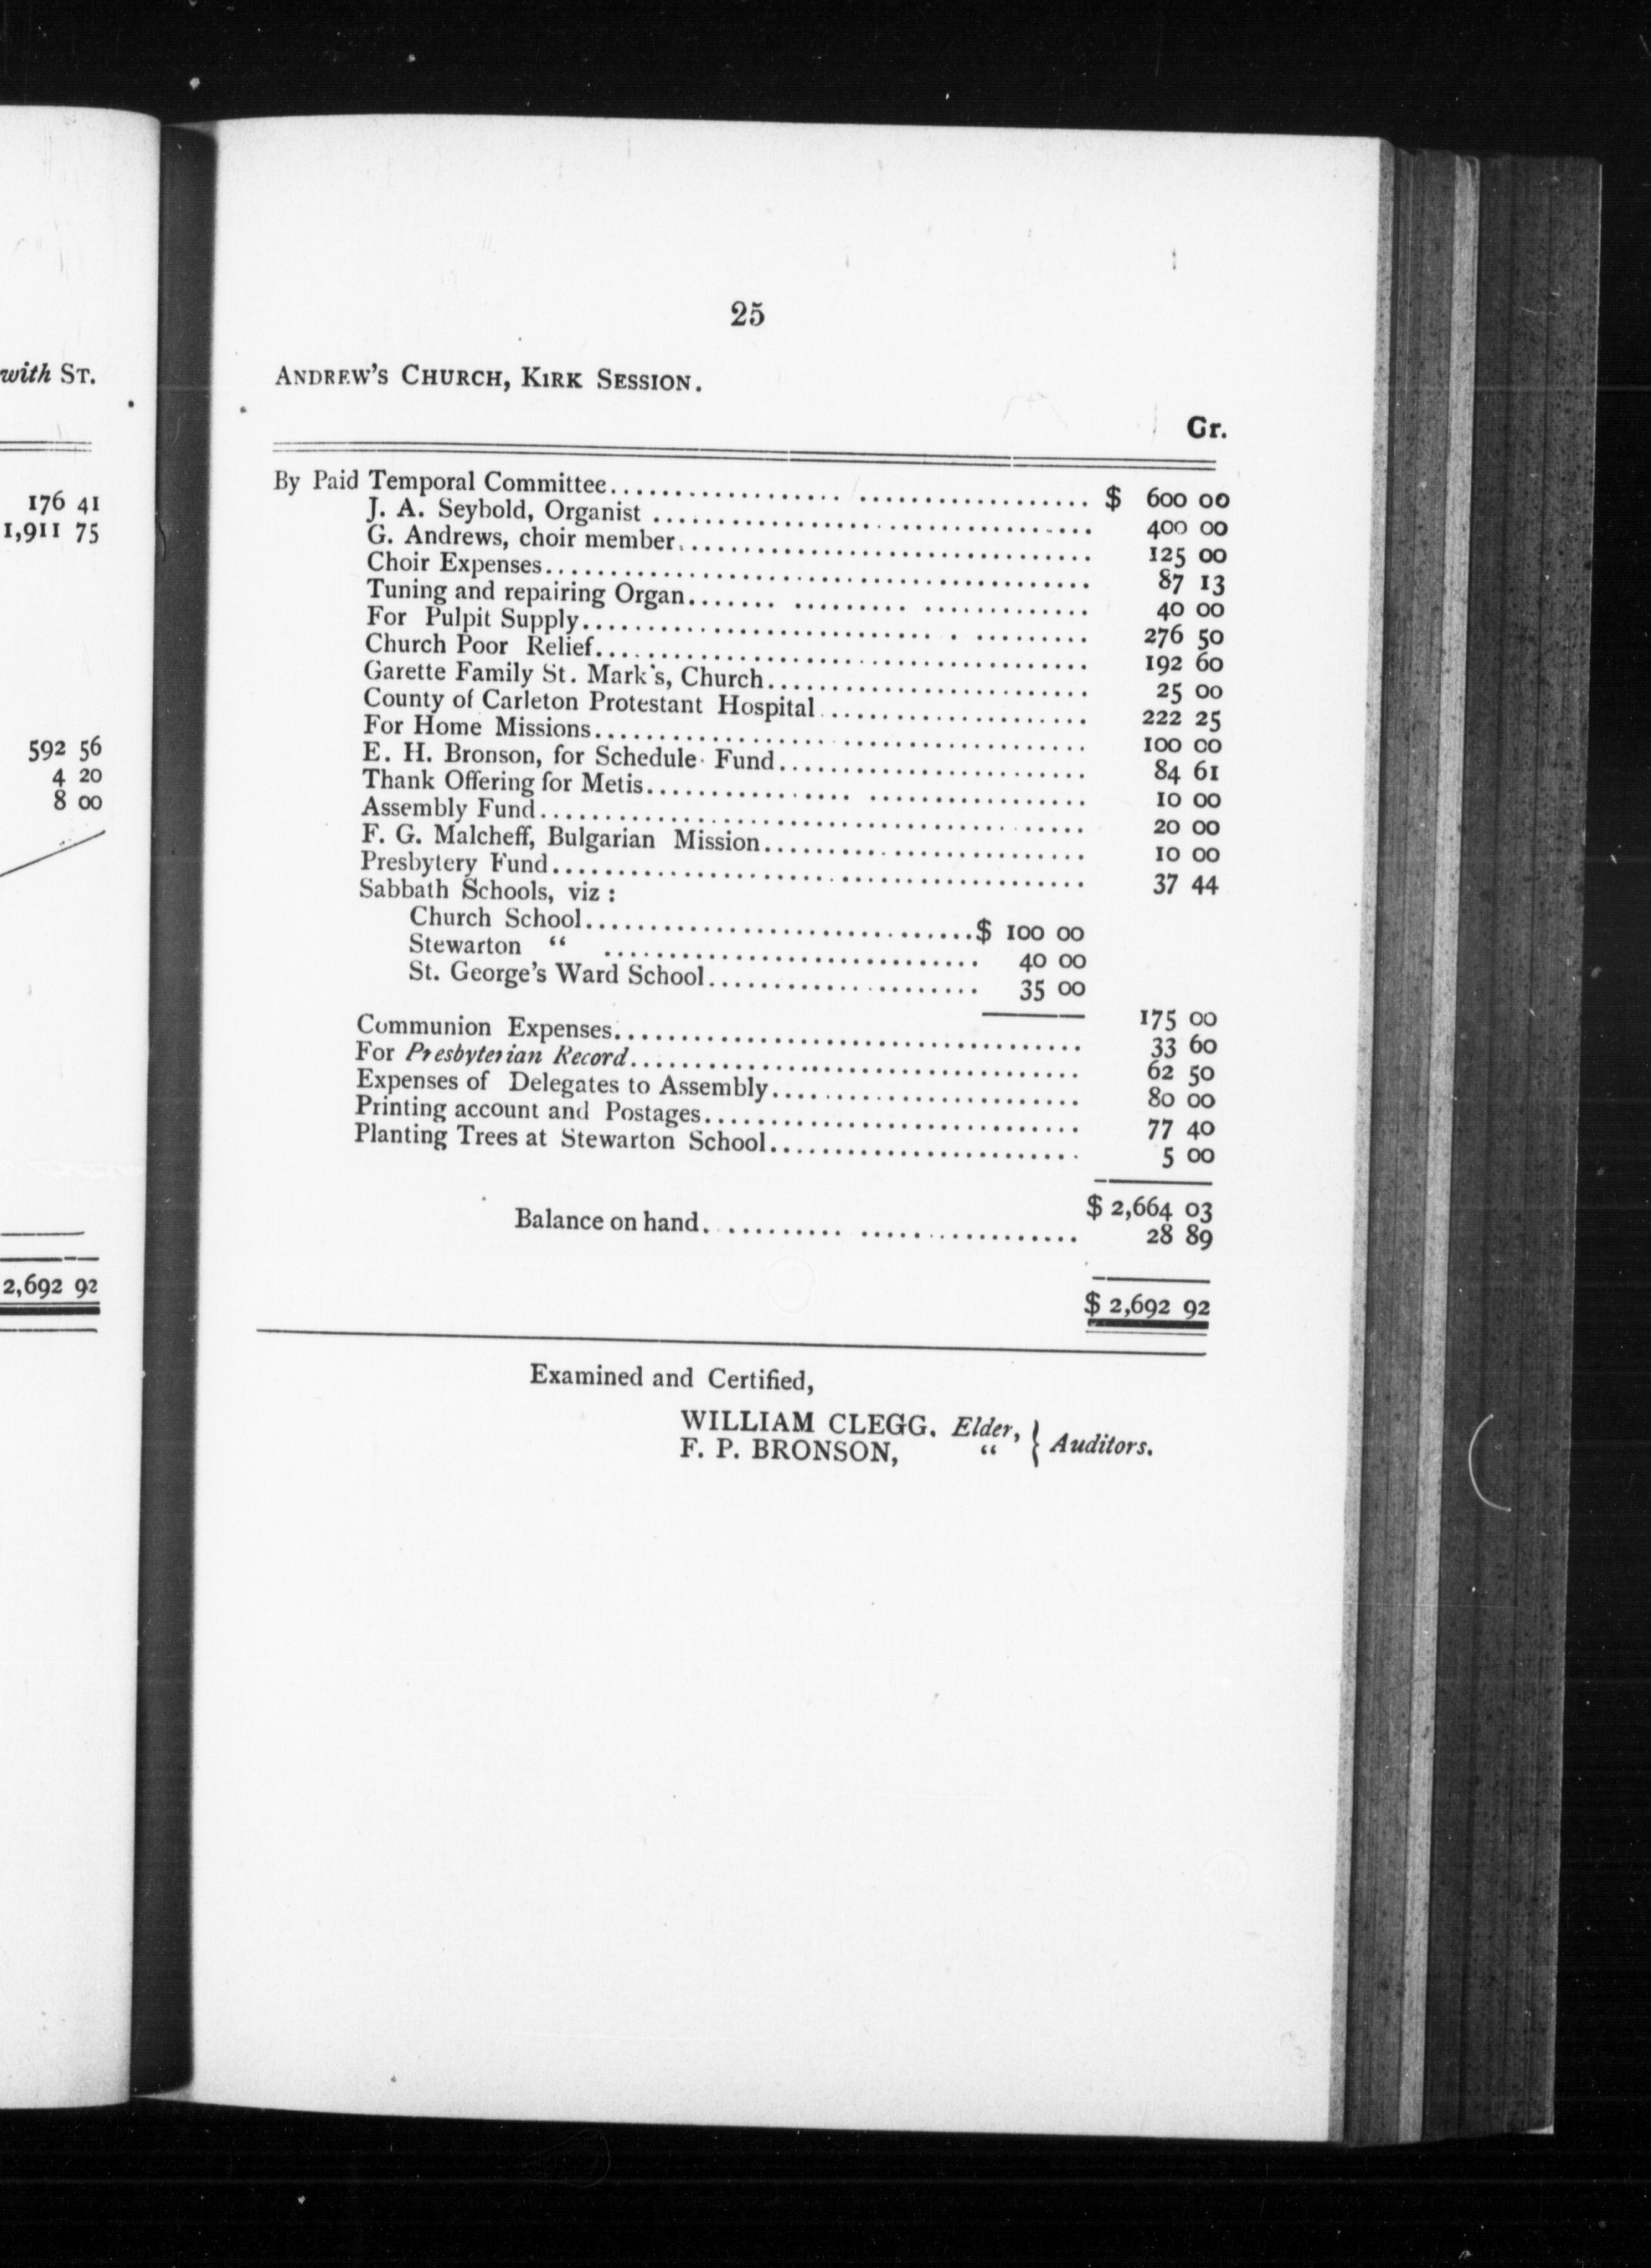 with ST.
176 41
1,911 75
592 56
4 20
8 00
2,692 92
25
ANDREW'S CHURCH, KIRK SESSION.
Cr.
By Paid Temporal Committee........ $ 600 00
J. A. Seybold, Organist ........ 400 00
G. Andrews, choir member........ 125 00
Choir Expenses........ 87 13
Tuning and repairing Organ........ 40 00
For Pulpit Supply........ 276 50
Church Poor Relief........ 192 60
Garette Family St. Mark's, Church........ 25 00
County of Carleton Protestant Hospital........ 222 25
For Home Missions........ 100 00
E. H. Bronson, for Schedule Fund........ 84 61
Thank Offering for Metis........ 10 00
Assembly Fund........ 20 00
F. G. Malcheff, Bulgarian Mission........ 10 00
Presbytery Fund........ 37 44
Sabbath Schools, viz :
Church School........$ 100 00
Stewarton “ ........ 40 00
St. George's Ward School........ 35 00
175 00
Communion Expenses........ 33 60
For Presbyterian Record........ 62 50
Expenses of Delegates to Assembly........ 80 00
Printing account and Postages........ 77 40
Planting Trees at Stewarton School........ 5 00
$ 2,664 03
Balance on hand........ 28 89
$ 2,692 92
Examined and Certified,
WILLIAM CLEGG. Elder, } Auditors.
F. P. BRONSON, “